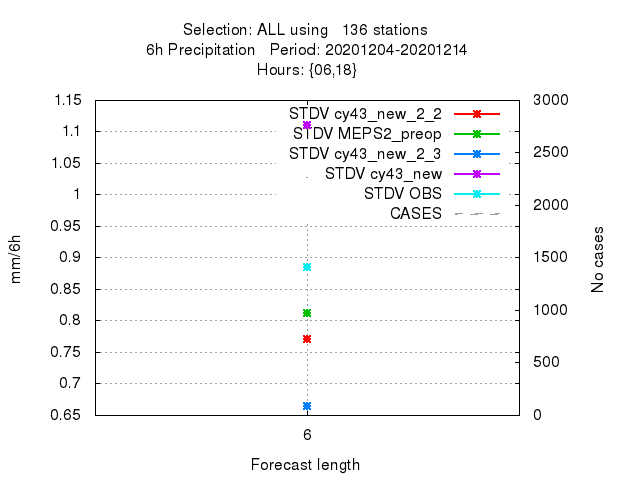 Selection: ALL using   136 stations
6h Precipitation   Period: 20201204-20201214
Hours: {06,18}
STDV cy43_new_2_2
STDV MEPS2_preop
STDV cy43_new_2_3
STDV cy43_new
STDV OBS
CASES
1.15
1.1
1.05
1
0.95
0.9
0.85
0.8
0.75
0.7
0.65
mm/6h
3000
2500
2000
1500
1000
500
0
No cases
6
Forecast length